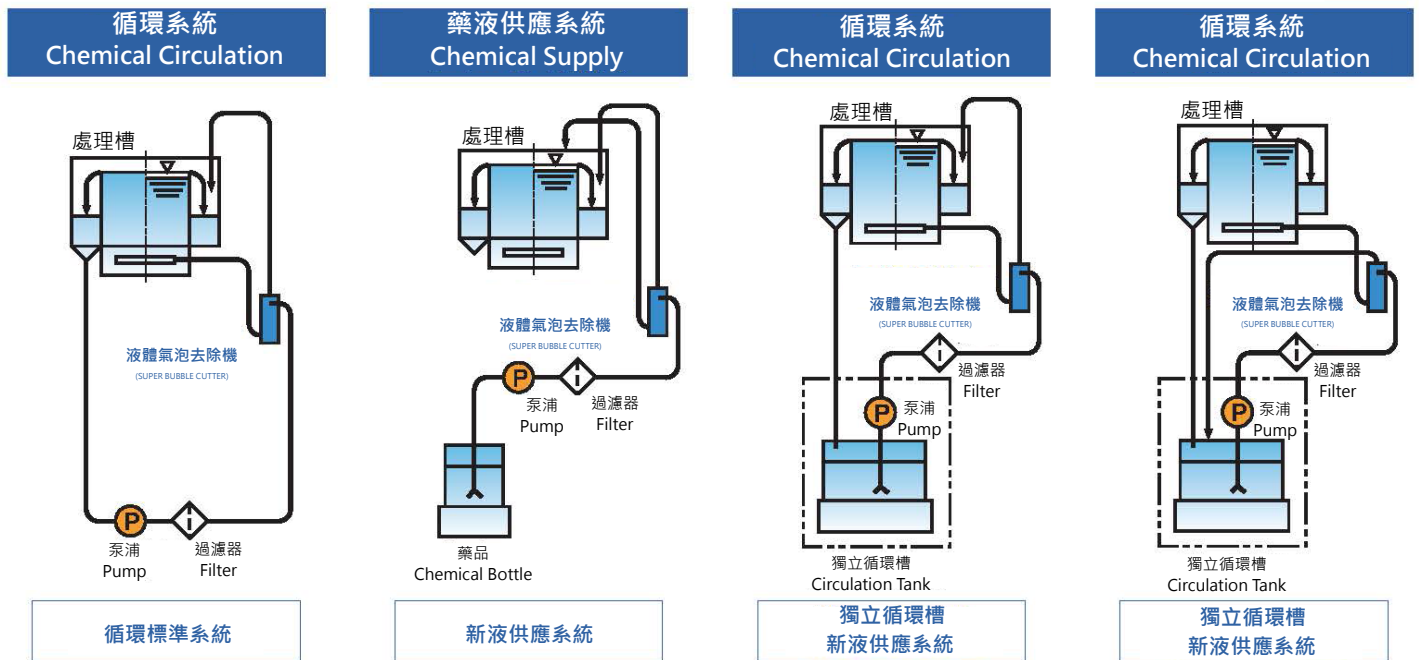 循環系統
Chemical Circulation
處理槽
液體氣泡去除機
(SUPER BUBBLE CUTTER)
P
泵浦
Pump
過濾器
Filter
循環標準系統
藥液供應系統
Chemical Supply
處理槽
液體氣泡去除機
(SUPER BUBBLE CUTTER)
P
泵浦
Pump
過濾器
Filter
藥品
Chemical Bottle
新液供應系統
循環系統
Chemical Circulation
處理槽
液體氣泡去除機
(SUPER BUBBLE CUTTER)
過濾器
Filter
P
泵浦
Pump
獨立循環槽
Circulation Tank
獨立循環槽
新液供應系統
循環系統
Chemical Circulation
處理槽
液體氣泡去除機
(SUPER BUBBLE CUTTER)
過濾器
Filter
P
泵浦
Pump
獨立循環槽
Circulation Tank
獨立循環槽
新液供應系統